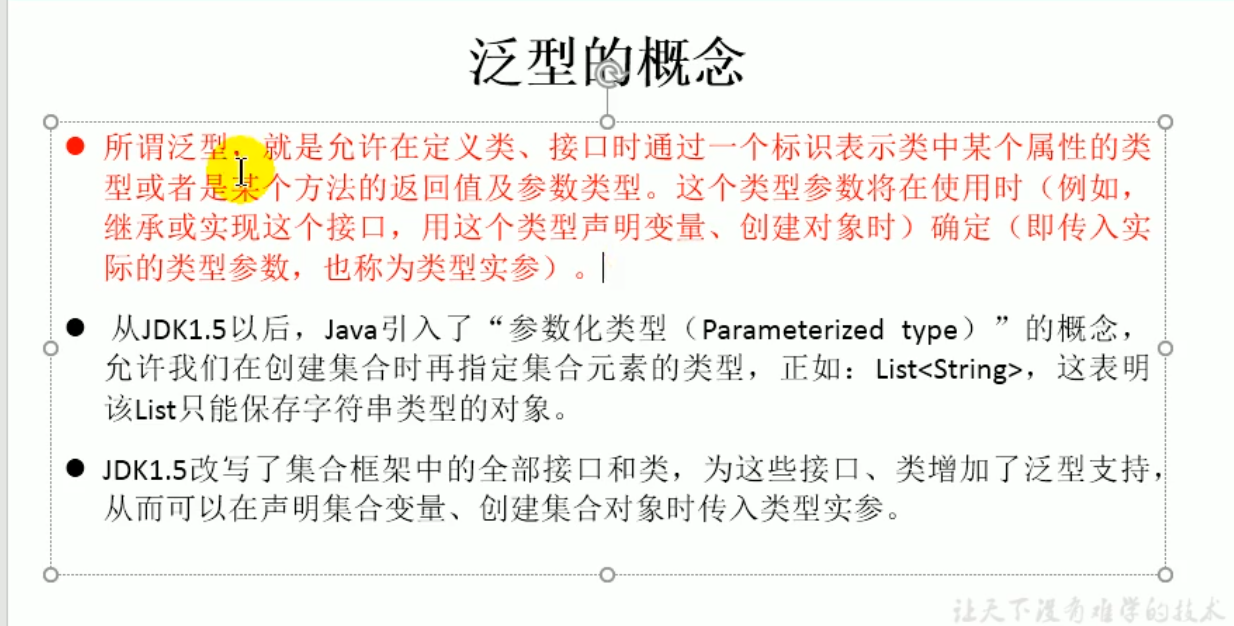 泛型的概念
所谓泛型，就是允许在定义类、接口时通过一个标识表示类中某个属性的类
型或者是某个方法的返回值及参数类型。这个类型参数将在使用时（例如，
继承或实现这个接口，用这个类型声明变量、创建对象时）确定（即传入实
际的类型参数，也称为类型实参）。
从JDK1.5以后，Java引入了“参数化类型（Parameterized type）”的概念，
允许我们在创建集合时再指定集合元素的类型，正如：List<String>，这表明
该List只能保存字符串类型的对象。
JDK1.5改写了集合框架中的全部接口和类，为这些接口、类增加了泛型支持，
从而可以在声明集合变量、创建集合对象时传入类型实参。
让天下没有难学的技术